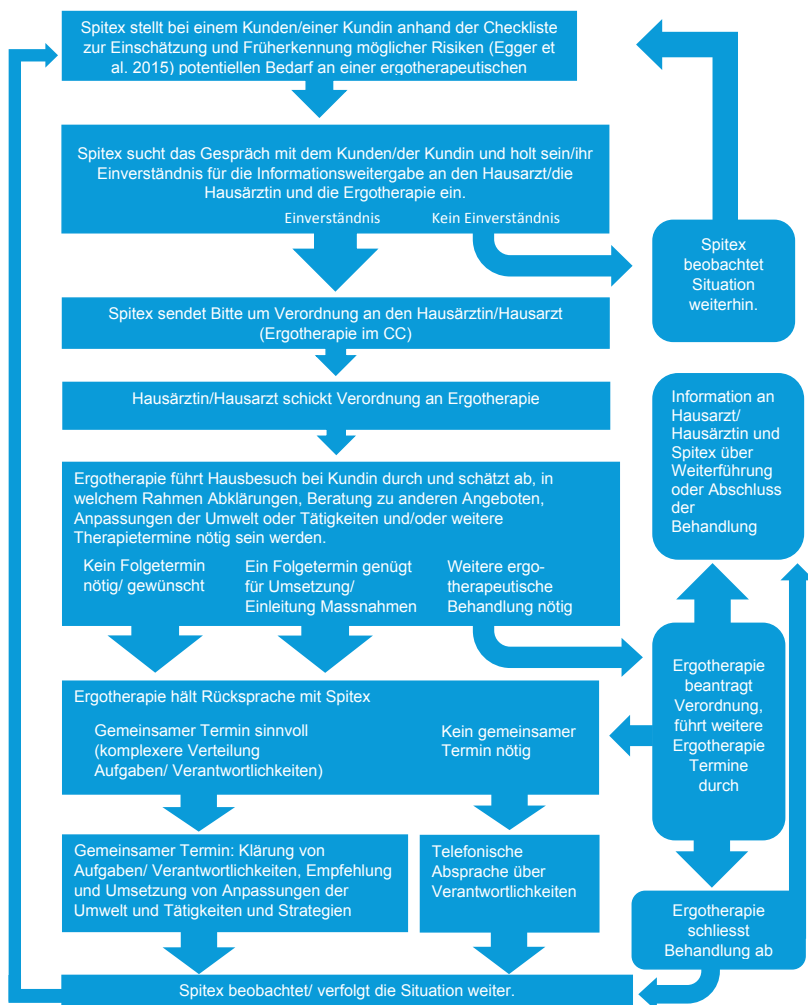 Spitex stellt bei einem Kunden/einer Kundin anhand der Checkliste
zur Einschätzung und Früherkennung möglicher Risiken (Egger et
al. 2015) potentiellen Bedarf an einer ergotherapeutischen
Spitex sucht das Gespräch mit dem Kunden/der Kundin und holt sein/ihr
Einverständnis für die Informationsweitergabe an den Hausarzt/die
Hausärztin und die Ergotherapie ein.
Einverständnis
Kein Einverständnis
Spitex
beobachtet
Situation
weiterhin.
Spitex sendet Bitte um Verordnung an den Hausärztin/Hausarzt
(Ergotherapie im CC)
Hausärztin/Hausarzt schickt Verordnung an Ergotherapie
Information an
Hausarzt/
Hausärztin und
Spitex über
Weiterführung
oder Abschluss
der
Behandlung
Ergotherapie führt Hausbesuch bei Kundin durch und schätzt ab, in
welchem Rahmen Abklärungen, Beratung zu anderen Angeboten,
Anpassungen der Umwelt oder Tätigkeiten und/oder weitere
Therapietermine nötig sein werden.
Kein Folgetermin
nötig/ gewünscht
Ein Folgetermin genügt
für Umsetzung/
Einleitung Massnahmen
Weitere ergo-
therapeutische
Behandlung nötig
Ergotherapie
beantragt
Verordnung,
führt weitere
Ergotherapie
Termine
durch
Ergotherapie hält Rücksprache mit Spitex
Gemeinsamer Termin sinnvoll
(komplexere Verteilung
Aufgaben/ Verantwortlichkeiten)
Kein gemeinsamer
Termin nötig
Gemeinsamer Termin: Klärung von
Aufgaben/ Verantwortlichkeiten, Empfehlung
und Umsetzung von Anpassungen der
Umwelt und Tätigkeiten und Strategien
Telefonische
Absprache über
Verantwortlichkeiten
Ergotherapie
schliesst
Behandlung ab
Spitex beobachtet/ verfolgt die Situation weiter.